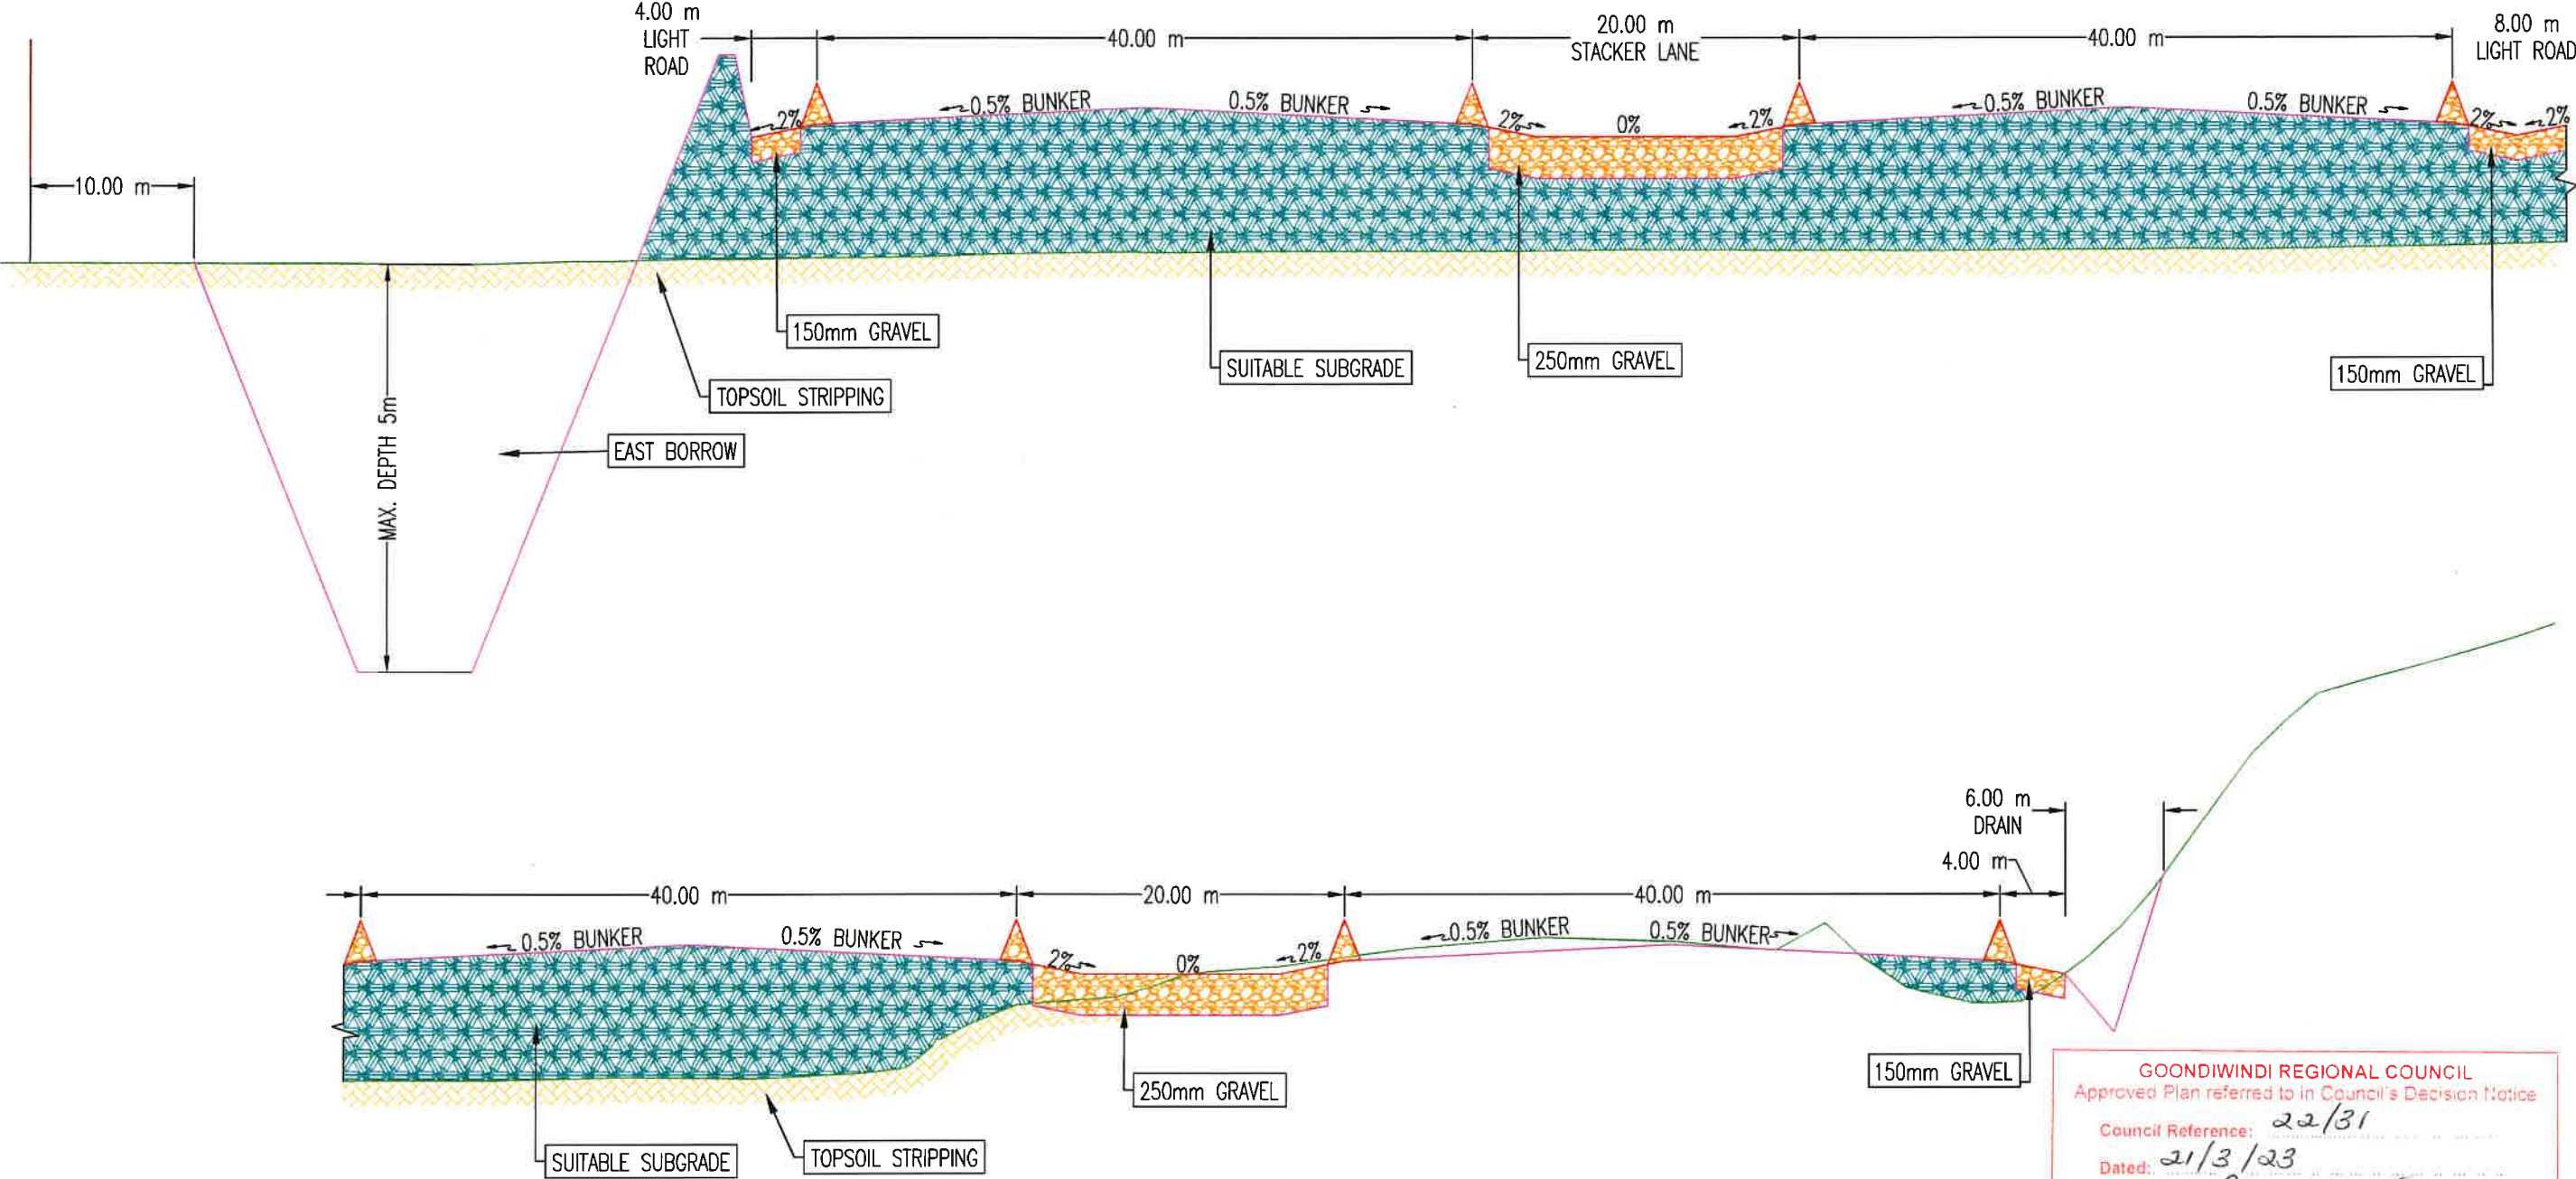 4.00 m
LIGHT
ROAD
40.00 m
20.00 m
STACKER LANE
40.00 m
8.00 m
LIGHT ROAD
2%
0.5% BUNKER
0.5% BUNKER
2%
0%
2%
0.5% BUNKER
0.5% BUNKER
2%
2%
10.00 m
150mm GRAVEL
250mm GRAVEL
SUITABLE SUBGRADE
150mm GRAVEL
TOPSOIL STRIPPING
EAST BORROW
MAX. DEPTH 5m
6.00 m
DRAIN
4.00 m
40.00 m
20.00 m
40.00 m
0.5% BUNKER
0.5% BUNKER
2%
0%
2%
0.5% BUNKER
0.5% BUNKER
150mm GRAVEL
250mm GRAVEL
SUITABLE SUBGRADE
TOPSOIL STRIPPING
GOONDIWINDI REGIONAL COUNCIL
Approved Plan referred to in Council's Decision Notice
Council Reference: 22/31
Dated: 21/3/23